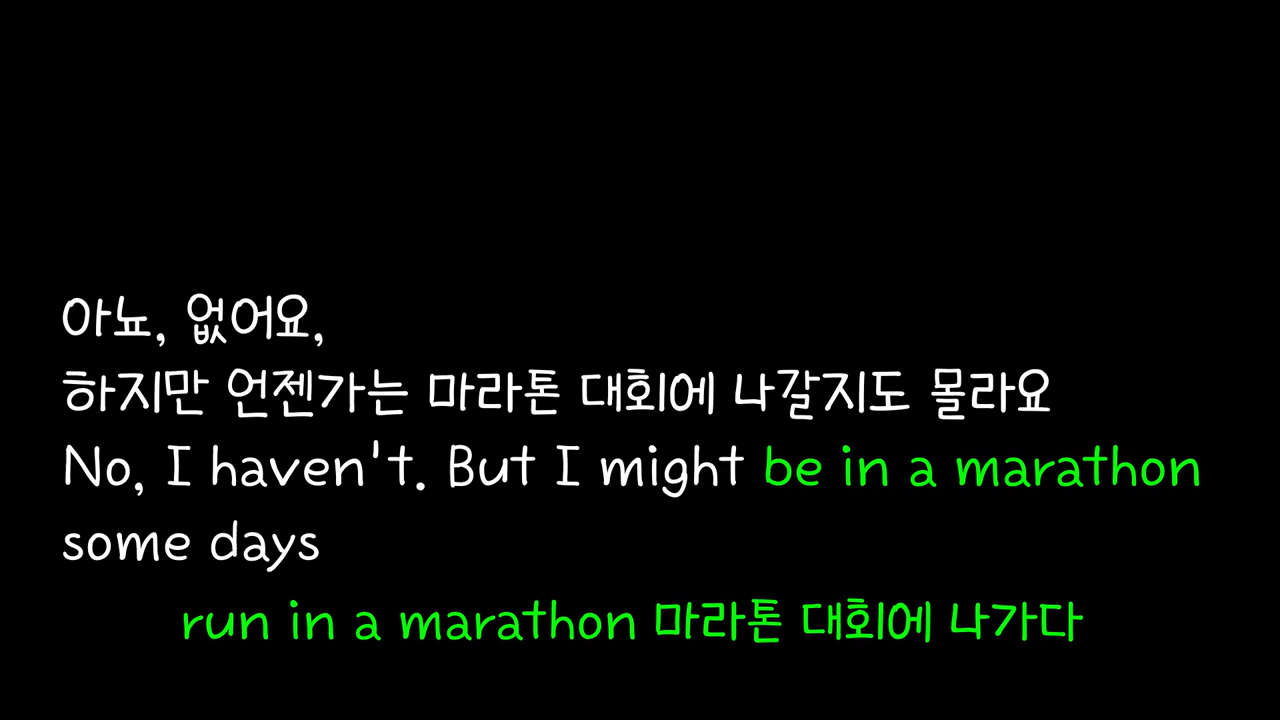 아뇨, 없어요,
하지만 언젠가는 마라톤 대회에 나갈지도 몰라요
No, I haven't. But I might be in a marathon
some days
run in a marathon 마라톤 대회에 나가다